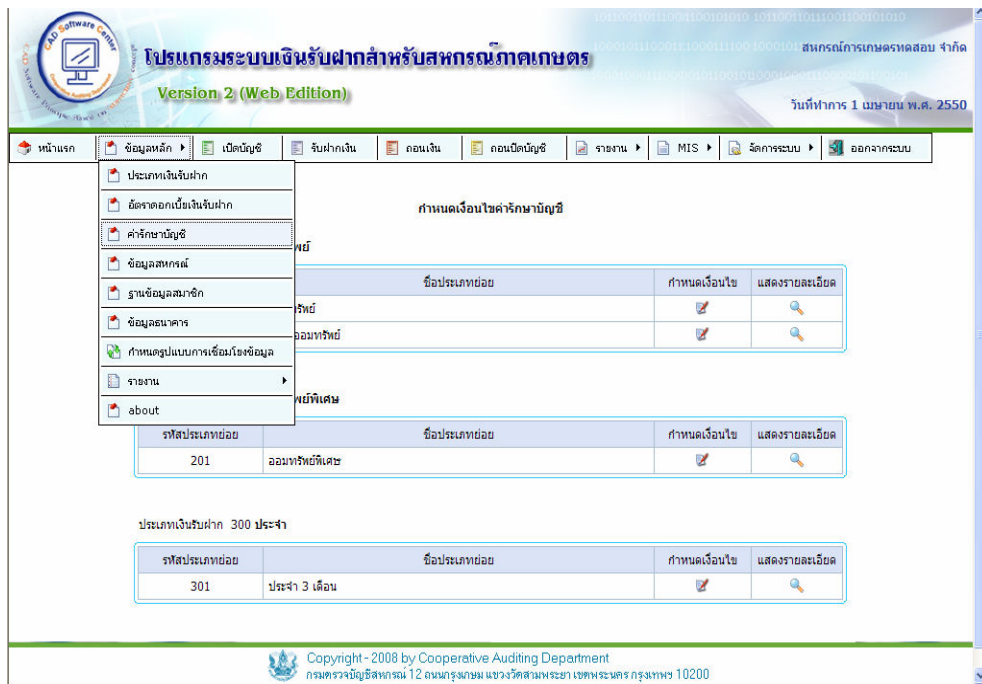 CAD Software Center
โปรแกรมระบบเงินรับฝากสำหรับสหกรณ์ภาคเกษตร
Version 2 (Web Edition)
สหกรณ์การเกษตรทดสอบ จำกัด
วันที่ทำการ 1 เมษายน พ.ศ. 2550
หน้าแรก ข้อมูลหลัก เปิดบัญชี รับฝากเงิน ถอนเงิน ถอนปิดบัญชี รายงาน MIS จัดการระบบ ออกจากระบบ
ประเภทเงินรับฝาก
อัตราดอกเบี้ยเงินรับฝาก
ค่ารักษาบัญชี
ข้อมูลสหกรณ์
ฐานข้อมูลสมาชิก
ข้อมูลธนาคาร
กำหนดรูปแบบการเชื่อมโยงข้อมูล
รายงาน
about
กำหนดเงื่อนไขค่ารักษาบัญชี
ชื่อประเภทย่อย กำหนดเงื่อนไข แสดงรายละเอียด
ออมทรัพย์
รหัสประเภทย่อย ชื่อประเภทย่อย กำหนดเงื่อนไข แสดงรายละเอียด
201 ออมทรัพย์พิเศษ
ประเภทเงินรับฝาก 300 ประจำ
รหัสประเภทย่อย ชื่อประเภทย่อย กำหนดเงื่อนไข แสดงรายละเอียด
301 ประจำ 3 เดือน
Copyright - 2008 by Cooperative Auditing Department
กรมตรวจบัญชีสหกรณ์ 12 ถนนกรุงเกษม แขวงวัดสามพระยา เขตพระนคร กรุงเทพฯ 10200